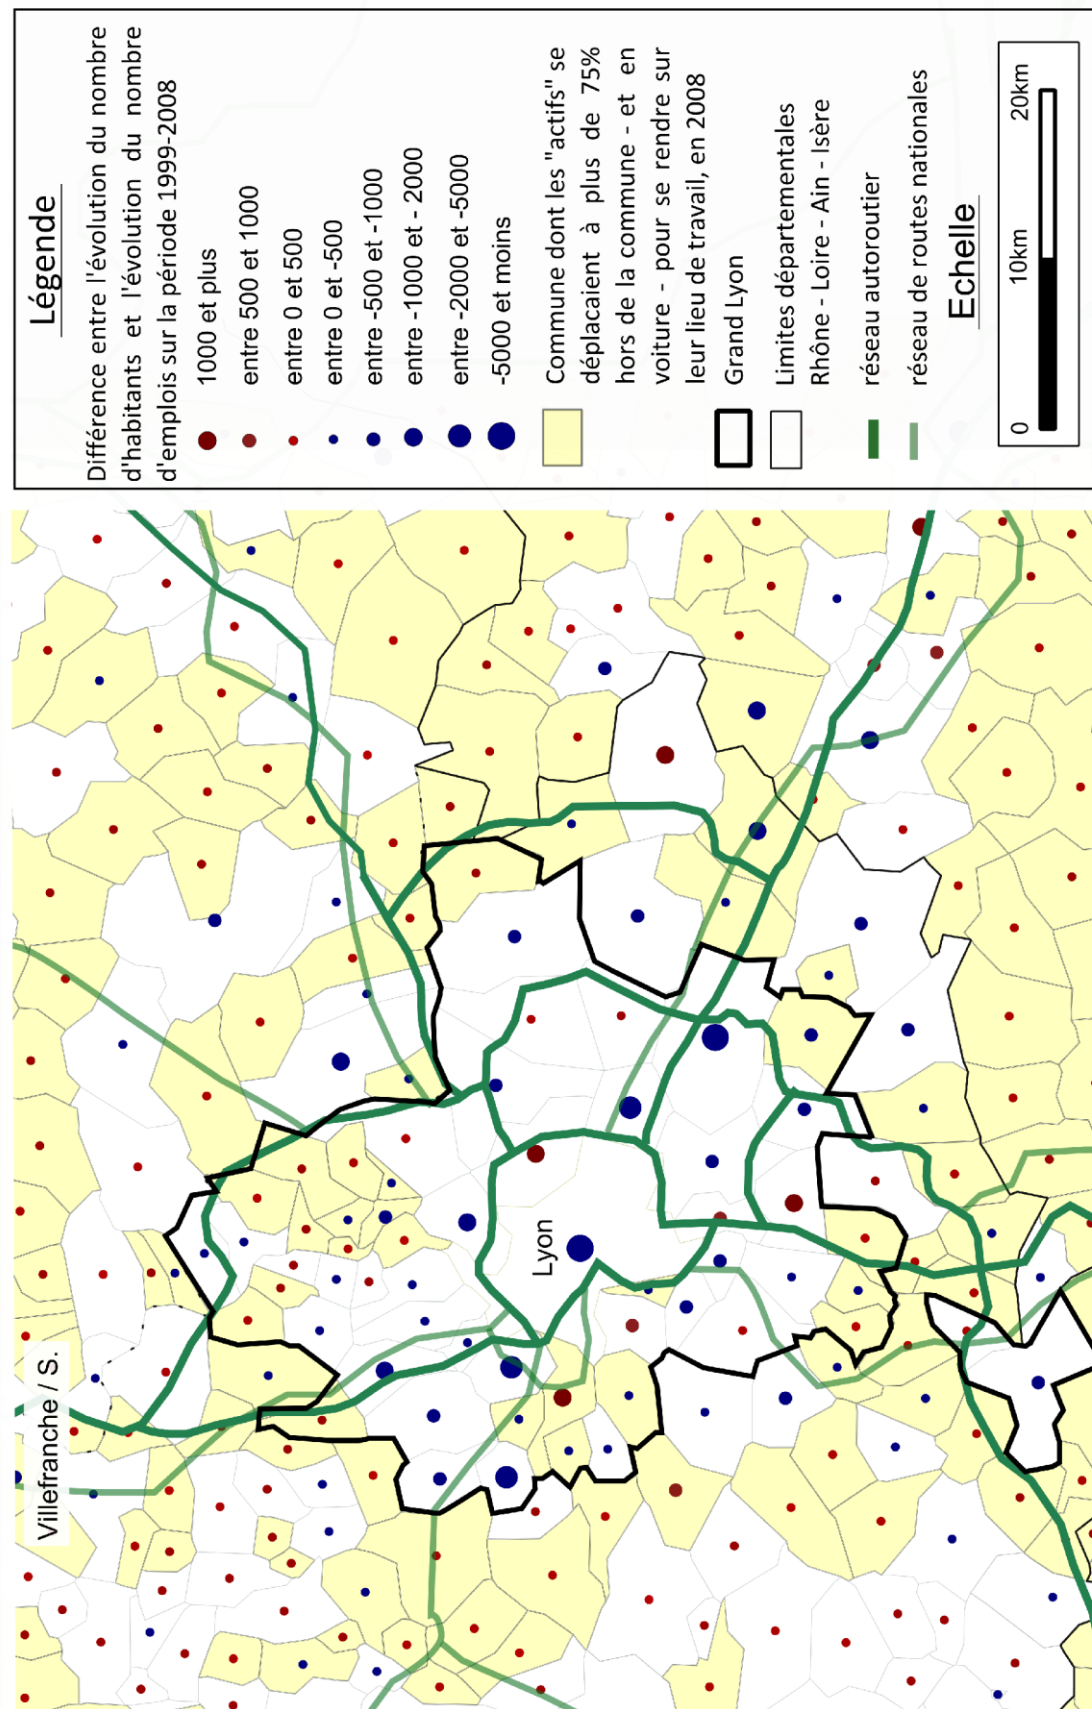 Légende
Différence entre l'évolution du nombre
d'habitants et l'évolution du nombre
d'emplois sur la période 1999-2008
1000 et plus
entre 500 et 1000
entre 0 et 500
entre 0 et -500
entre -500 et -1000
entre -1000 et - 2000
entre -2000 et -5000
-5000 et moins
Commune dont les "actifs" se
déplacaient à plus de 75%
hors de la commune - et en
voiture - pour se rendre sur
leur lieu de travail, en 2008
Grand Lyon
Limites départementales
Rhône - Loire - Ain - Isère
réseau autoroutier
réseau de routes nationales
Echelle
0 10km 20km
Villefranche / S.
Lyon